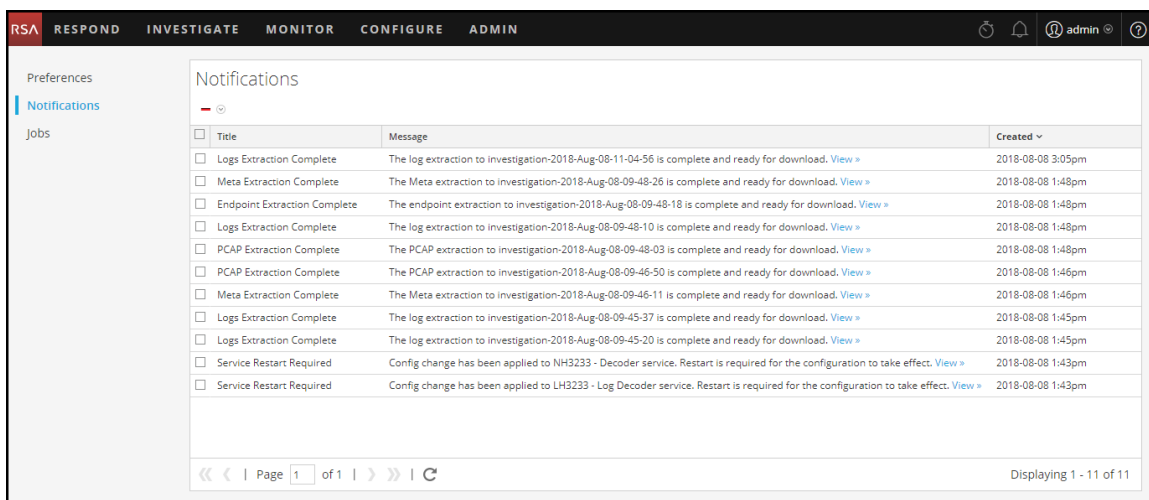 RSA RESPOND INVESTIGATE MONITOR CONFIGURE ADMIN admin ?
Preferences
Notifications
Jobs
Notifications
Title Message Created
Logs Extraction Complete The log extraction to investigation-2018-Aug-08-11-04-56 is complete and ready for download. View » 2018-08-08 3:05pm
Meta Extraction Complete The Meta extraction to investigation-2018-Aug-08-09-48-26 is complete and ready for download. View » 2018-08-08 1:48pm
Endpoint Extraction Complete The endpoint extraction to investigation-2018-Aug-08-09-48-18 is complete and ready for download. View » 2018-08-08 1:48pm
Logs Extraction Complete The log extraction to investigation-2018-Aug-08-09-48-10 is complete and ready for download. View » 2018-08-08 1:48pm
PCAP Extraction Complete The PCAP extraction to investigation-2018-Aug-08-09-48-03 is complete and ready for download. View » 2018-08-08 1:48pm
PCAP Extraction Complete The PCAP extraction to investigation-2018-Aug-08-09-46-50 is complete and ready for download. View » 2018-08-08 1:46pm
Meta Extraction Complete The Meta extraction to investigation-2018-Aug-08-09-46-11 is complete and ready for download. View » 2018-08-08 1:46pm
Logs Extraction Complete The log extraction to investigation-2018-Aug-08-09-45-37 is complete and ready for download. View » 2018-08-08 1:45pm
Logs Extraction Complete The log extraction to investigation-2018-Aug-08-09-45-20 is complete and ready for download. View » 2018-08-08 1:45pm
Service Restart Required Config change has been applied to NH3233 - Decoder service. Restart is required for the configuration to take effect. View » 2018-08-08 1:43pm
Service Restart Required Config change has been applied to LH3233 - Log Decoder service. Restart is required for the configuration to take effect. View » 2018-08-08 1:43pm
« ‹ | Page 1 of 1 | › » | Displaying 1 - 11 of 11